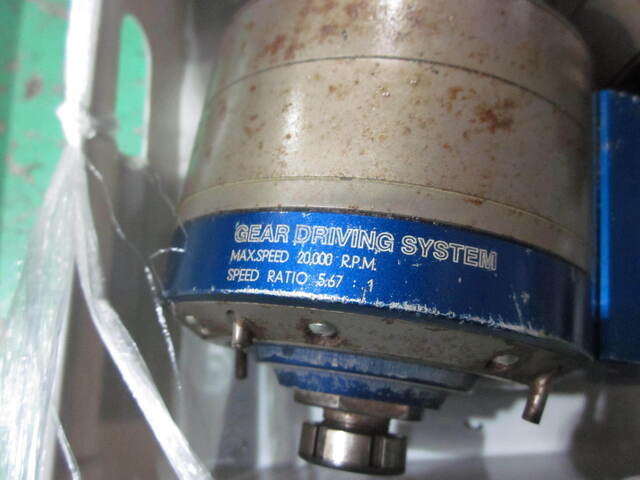 GEAR DRIVING SYSTEM
MAX.SPEED 20,000 R.P.M.
SPEED RATIO 5.67 : 1